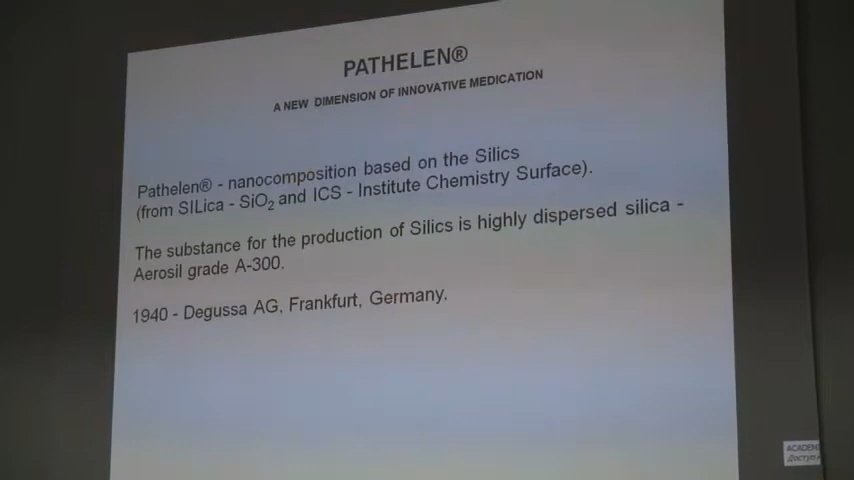 PATHELEN®
A NEW DIMENSION OF INNOVATIVE MEDICATION
Pathelen® - nanocomposition based on the Silics
(from SILica - SiO₂ and ICS - Institute Chemistry Surface).
The substance for the production of Silics is highly dispersed silica -
Aerosil grade A-300.
1940 - Degussa AG, Frankfurt, Germany.